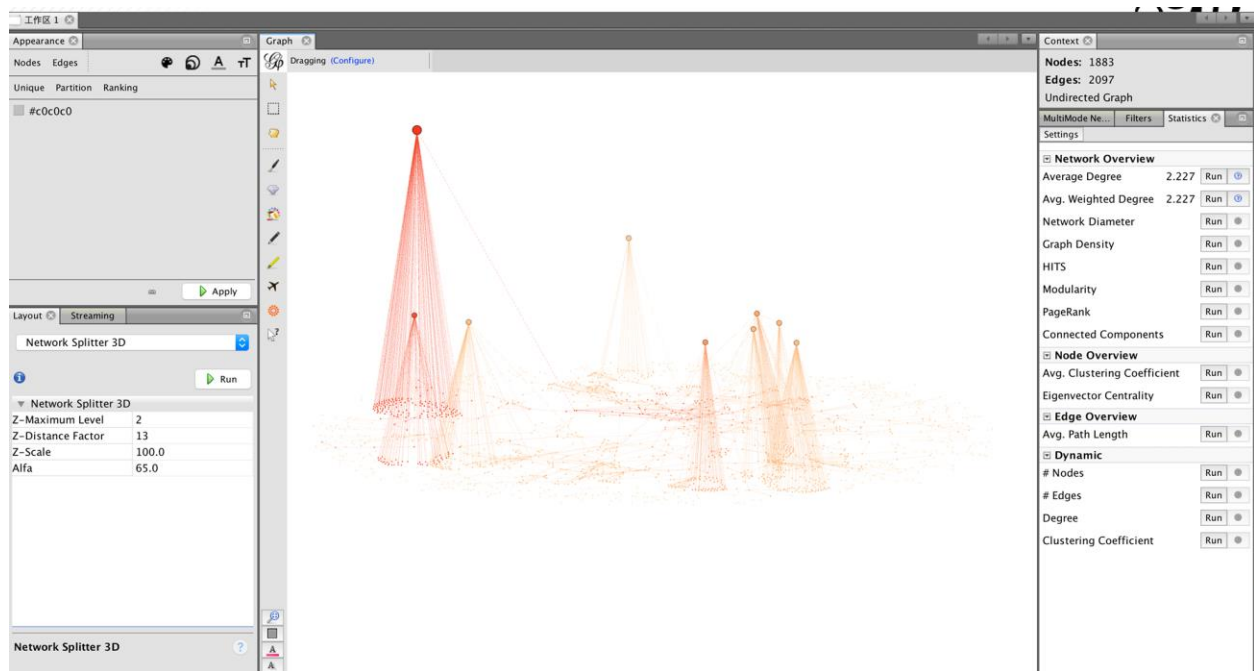 工作区 1
Appearance
Nodes Edges
Unique Partition Ranking
#c0c0c0
Apply
Layout Streaming
Network Splitter 3D
Run
Network Splitter 3D
Z-Maximum Level 2
Z-Distance Factor 13
Z-Scale 100.0
Alfa 65.0
Network Splitter 3D
?
Graph
Dragging (Configure)
Context
Nodes: 1883
Edges: 2097
Undirected Graph
MultiMode Ne... Filters Statistics
Settings
Network Overview
Average Degree 2.227 Run
Avg. Weighted Degree 2.227 Run
Network Diameter Run
Graph Density Run
HITS Run
Modularity Run
PageRank Run
Connected Components Run
Node Overview
Avg. Clustering Coefficient Run
Eigenvector Centrality Run
Edge Overview
Avg. Path Length Run
Dynamic
# Nodes Run
# Edges Run
Degree Run
Clustering Coefficient Run